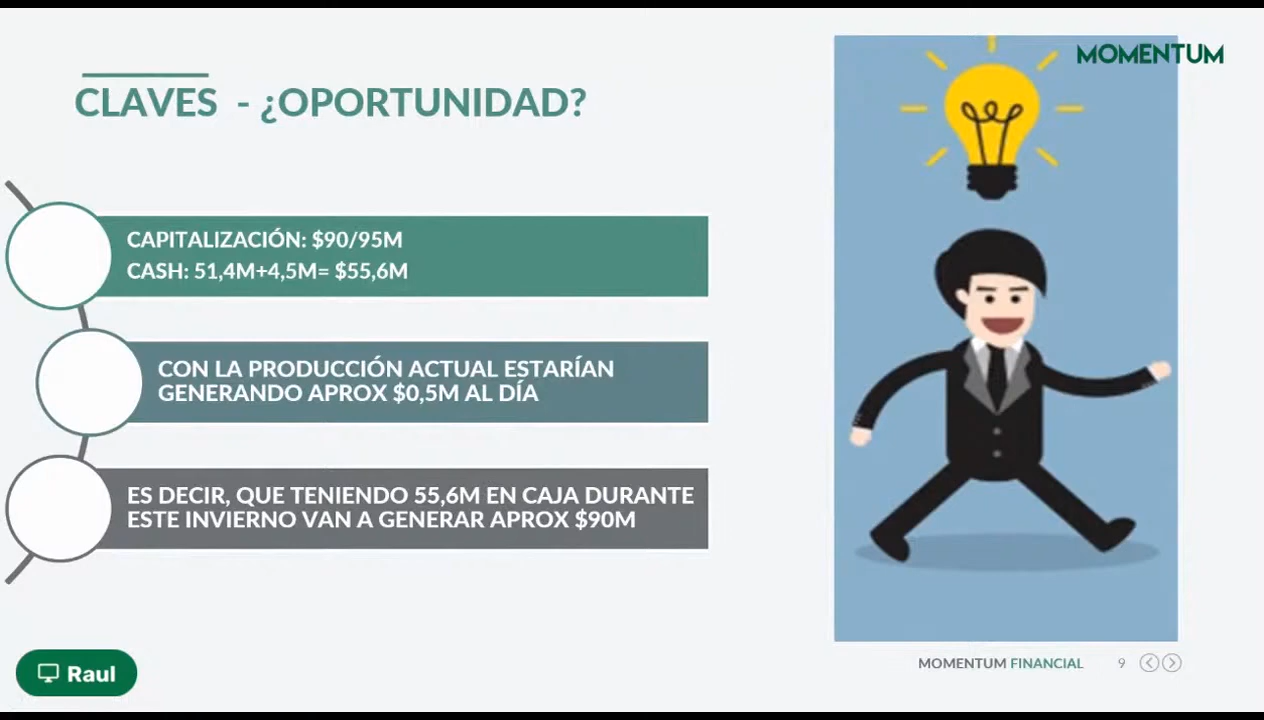 MOMENTUM
CLAVES - ¿OPORTUNIDAD?
CAPITALIZACIÓN: $90/95M
CASH: 51,4M+4,5M= $55,6M
CON LA PRODUCCIÓN ACTUAL ESTARÍAN
GENERANDO APROX $0,5M AL DÍA
ES DECIR, QUE TENIENDO 55,6M EN CAJA DURANTE
ESTE INVIERNO VAN A GENERAR APROX $90M
Raul
MOMENTUM FINANCIAL 9